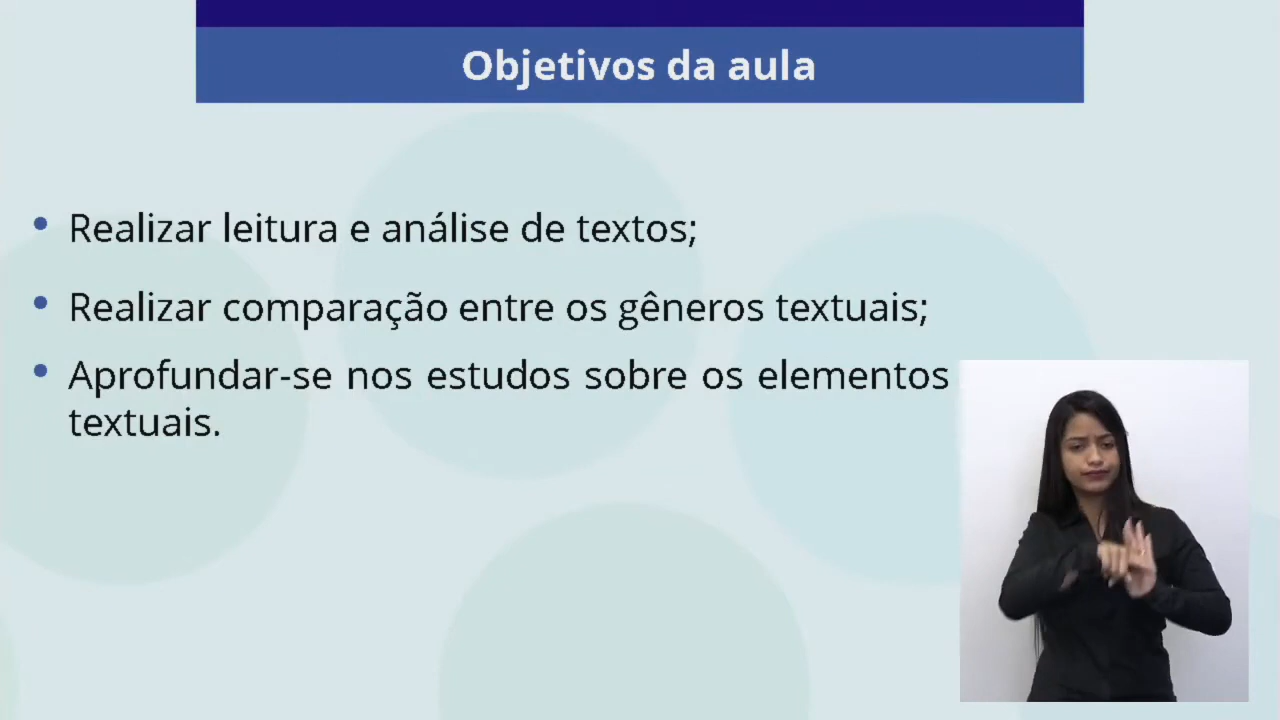 Objetivos da aula
• Realizar leitura e análise de textos;
• Realizar comparação entre os gêneros textuais;
• Aprofundar-se nos estudos sobre os elementos
textuais.